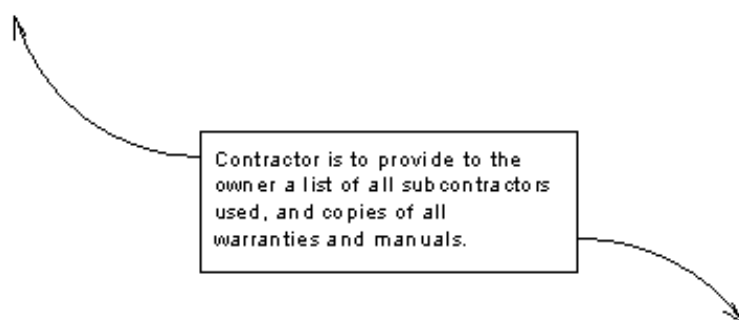 Contractor is to provide to the
owner a list of all subcontractors
used, and copies of all
warranties and manuals.